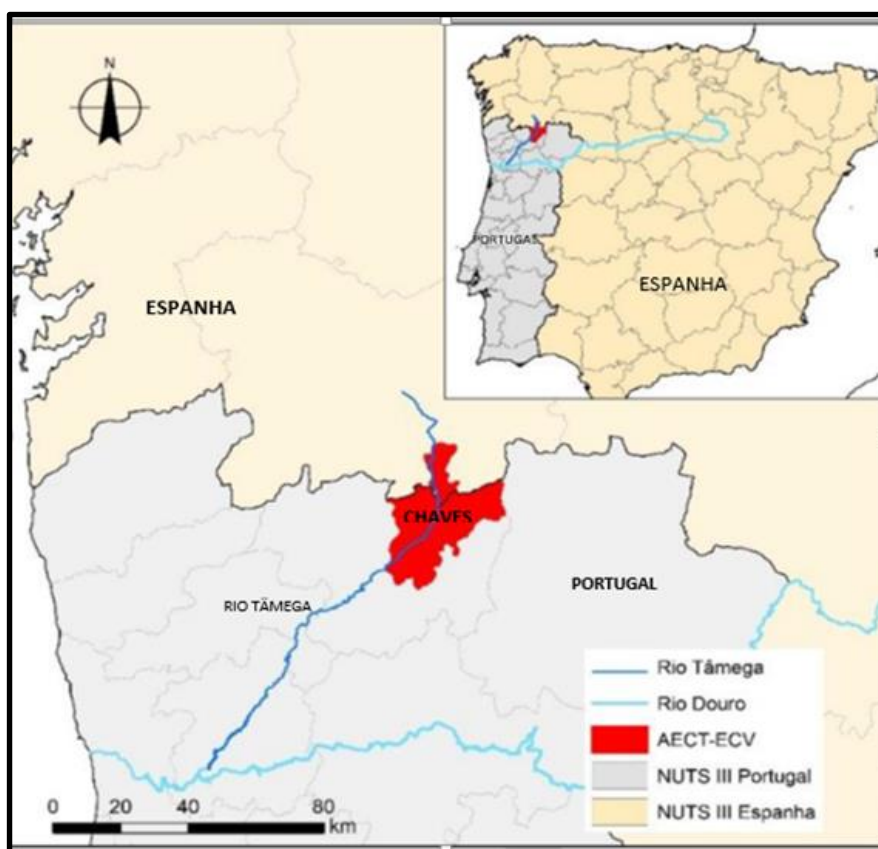 N
PORTUGAL
ESPANHA
ESPANHA
CHAVES
RIO TÂMEGA
PORTUGAL
Rio Tâmega
Rio Douro
AECT-ECV
NUTS III Portugal
NUTS III Espanha
0 20 40 80
km